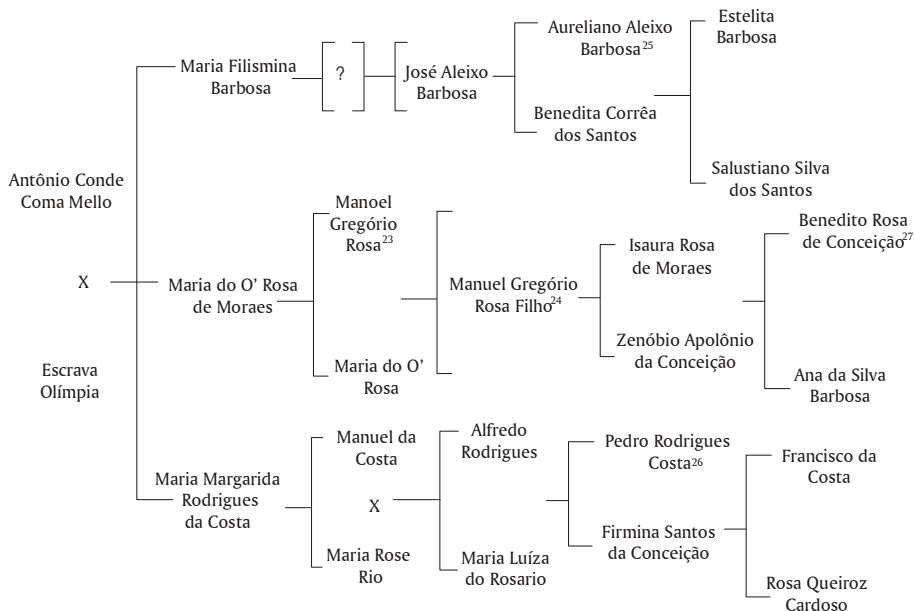 Antônio Conde
Coma Mello
X
Escrava
Olímpia
Maria Filismina
Barbosa
?
José Aleixo
Barbosa
Aureliano Aleixo
Barbosa25
Benedita Corrêa
dos Santos
Estelita
Barbosa
Salustiano Silva
dos Santos
Maria do O' Rosa
de Moraes
Manoel
Gregório
Rosa23
Maria do O'
Rosa
Manuel Gregório
Rosa Filho24
Isaura Rosa
de Moraes
Zenóbio Apolônio
da Conceição
Benedito Rosa
de Conceição27
Ana da Silva
Barbosa
Maria Margarida
Rodrigues
da Costa
Manuel da
Costa
X
Maria Rose
Rio
Alfredo
Rodrigues
Maria Luíza
do Rosario
Pedro Rodrigues
Costa26
Firmina Santos
da Conceição
Francisco da
Costa
Rosa Queiroz
Cardoso